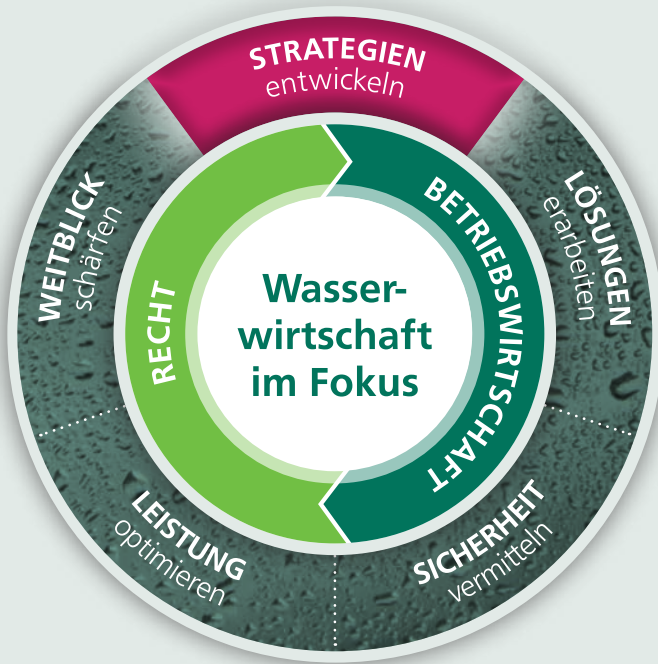 STRATEGIEN
entwickeln
LÖSUNGEN
erarbeiten
SICHERHEIT
vermitteln
LEISTUNG
optimieren
WEITBLICK
schärfen
RECHT
BETRIEBSWIRTSCHAFT
Wasser-
wirtschaft
im Fokus